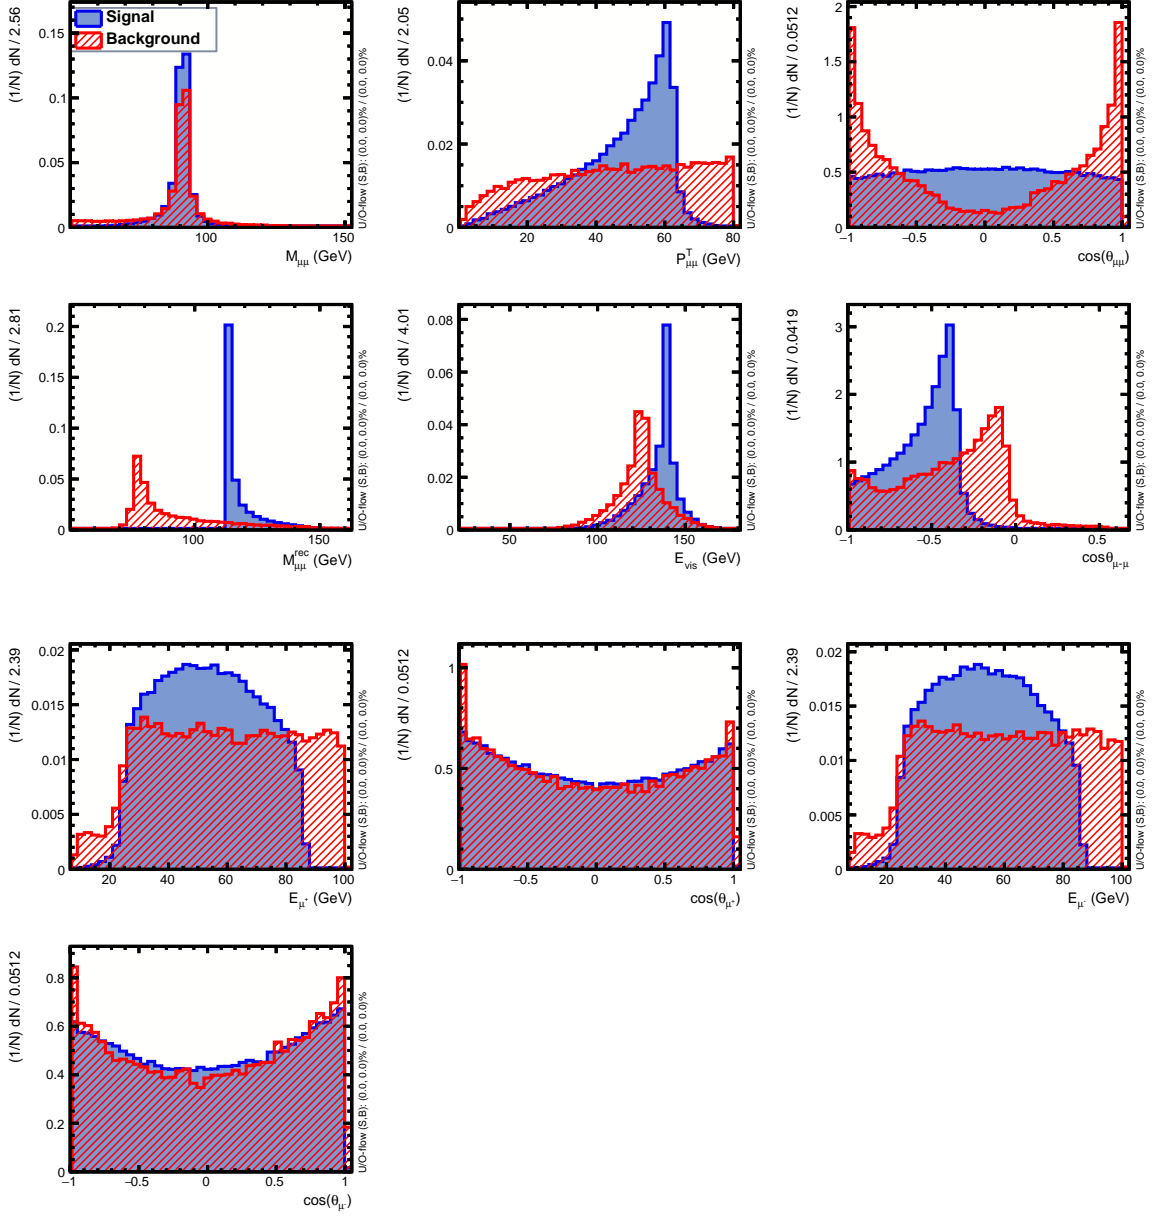 Signal
Background
(1/N) dN / 2.56
0
0.05
0.1
0.15
100
150
M_μμ (GeV)
U/O-flow (S,B): (0.0, 0.0)% / (0.0, 0.0)%
(1/N) dN / 2.05
0
0.02
0.04
20
40
60
80
P^T_μμ (GeV)
U/O-flow (S,B): (0.0, 0.0)% / (0.0, 0.0)%
(1/N) dN / 0.0512
0
0.5
1
1.5
2
−1
−0.5
0
0.5
1
cos(θ_μμ)
U/O-flow (S,B): (0.0, 0.0)% / (0.0, 0.0)%
(1/N) dN / 2.81
0
0.05
0.1
0.15
0.2
100
150
M^rec_μμ (GeV)
U/O-flow (S,B): (0.0, 0.0)% / (0.0, 0.0)%
(1/N) dN / 4.01
0
0.02
0.04
0.06
0.08
50
100
150
E_vis (GeV)
U/O-flow (S,B): (0.0, 0.0)% / (0.0, 0.0)%
(1/N) dN / 0.0419
0
1
2
3
−1
−0.5
0
0.5
cosθ_μ-μ
U/O-flow (S,B): (0.0, 0.0)% / (0.0, 0.0)%
(1/N) dN / 2.39
0
0.005
0.01
0.015
0.02
20
40
60
80
100
E_μ⁺ (GeV)
U/O-flow (S,B): (0.0, 0.0)% / (0.0, 0.0)%
(1/N) dN / 0.0512
0
0.5
1
−1
−0.5
0
0.5
1
cos(θ_μ⁺)
U/O-flow (S,B): (0.0, 0.0)% / (0.0, 0.0)%
(1/N) dN / 2.39
0
0.005
0.01
0.015
0.02
20
40
60
80
100
E_μ⁻ (GeV)
U/O-flow (S,B): (0.0, 0.0)% / (0.0, 0.0)%
(1/N) dN / 0.0512
0
0.2
0.4
0.6
0.8
−1
−0.5
0
0.5
1
cos(θ_μ⁻)
U/O-flow (S,B): (0.0, 0.0)% / (0.0, 0.0)%